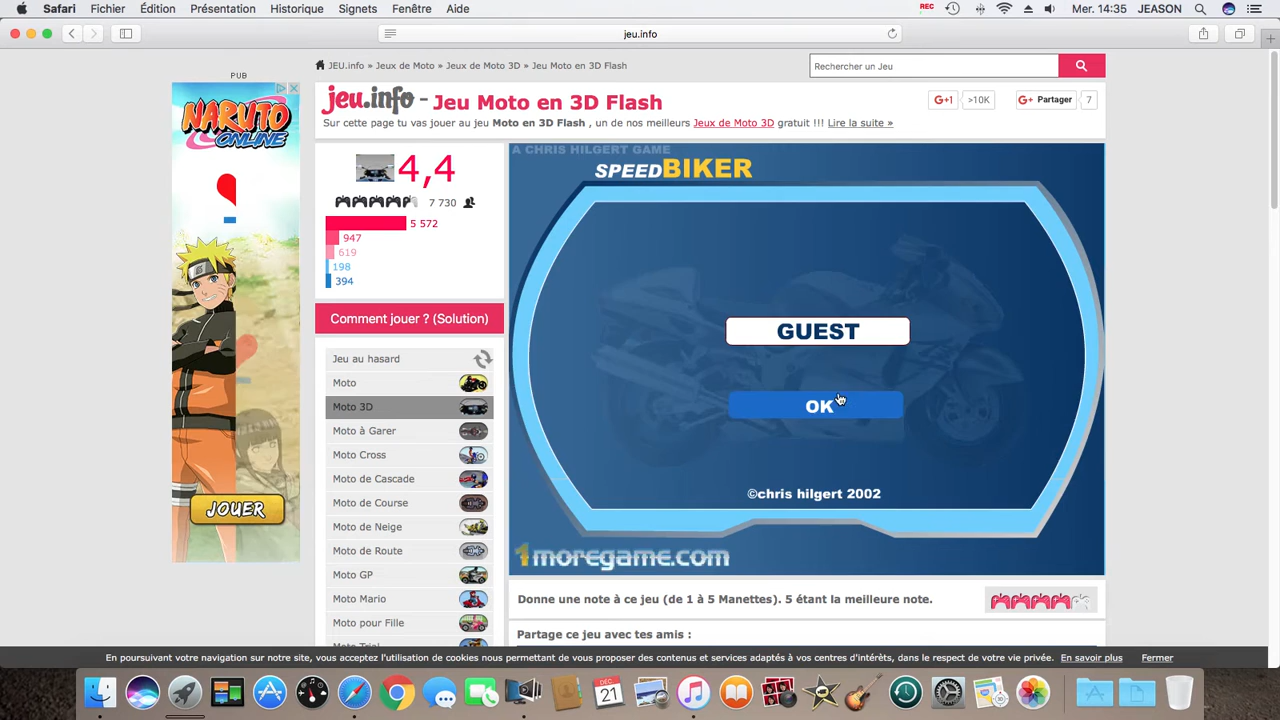 Safari Fichier Édition Présentation Historique Signets Fenêtre Aide REC Mer. 14:35 JEASON
jeu.info
PUB
JEU.info » Jeux de Moto » Jeux de Moto 3D » Jeu Moto en 3D Flash
Rechercher un Jeu
jeu.info - Jeu Moto en 3D Flash
G+1 >10K G+ Partager 7
Sur cette page tu vas jouer au jeu Moto en 3D Flash , un de nos meilleurs Jeux de Moto 3D gratuit !!! Lire la suite »
NARUTO
ONLINE
JOUER
4,4
7 730
5 572
947
619
198
394
Comment jouer ? (Solution)
Jeu au hasard
Moto
Moto 3D
Moto à Garer
Moto Cross
Moto de Cascade
Moto de Course
Moto de Neige
Moto de Route
Moto GP
Moto Mario
Moto pour Fille
Moto Trial
A CHRIS HILGERT GAME
SPEEDBIKER
GUEST
OK
©chris hilgert 2002
1moregame.com
Donne une note à ce jeu (de 1 à 5 Manettes). 5 étant la meilleure note.
Partage ce jeu avec tes amis :
En poursuivant votre navigation sur notre site, vous acceptez l'utilisation de cookies nous permettant de vous proposer des contenus et services adaptés à vos centres d'intérêts, dans le respect de votre vie privée. En savoir plus Fermer
DEC.
21